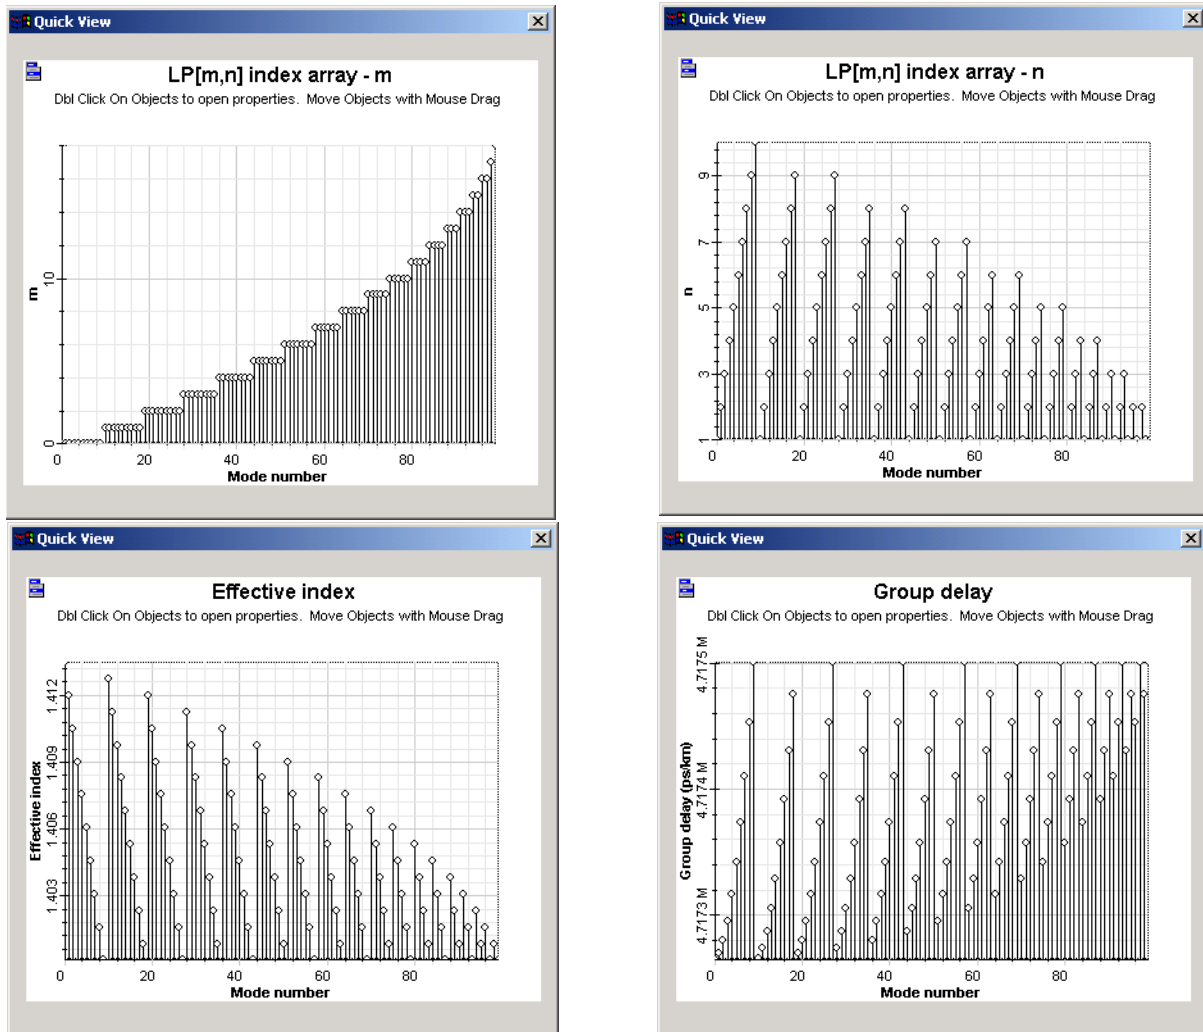 Quick View
LP[m,n] index array - m
Dbl Click On Objects to open properties.  Move Objects with Mouse Drag
m
10
0
0
20
40
60
80
Mode number
Quick View
LP[m,n] index array - n
Dbl Click On Objects to open properties.  Move Objects with Mouse Drag
n
9
7
5
3
1
0
20
40
60
80
Mode number
Quick View
Effective index
Dbl Click On Objects to open properties.  Move Objects with Mouse Drag
Effective index
1.412
1.409
1.406
1.403
0
20
40
60
80
Mode number
Quick View
Group delay
Dbl Click On Objects to open properties.  Move Objects with Mouse Drag
Group delay (ps/km)
4.7175 M
4.7174 M
4.7173 M
0
20
40
60
80
Mode number